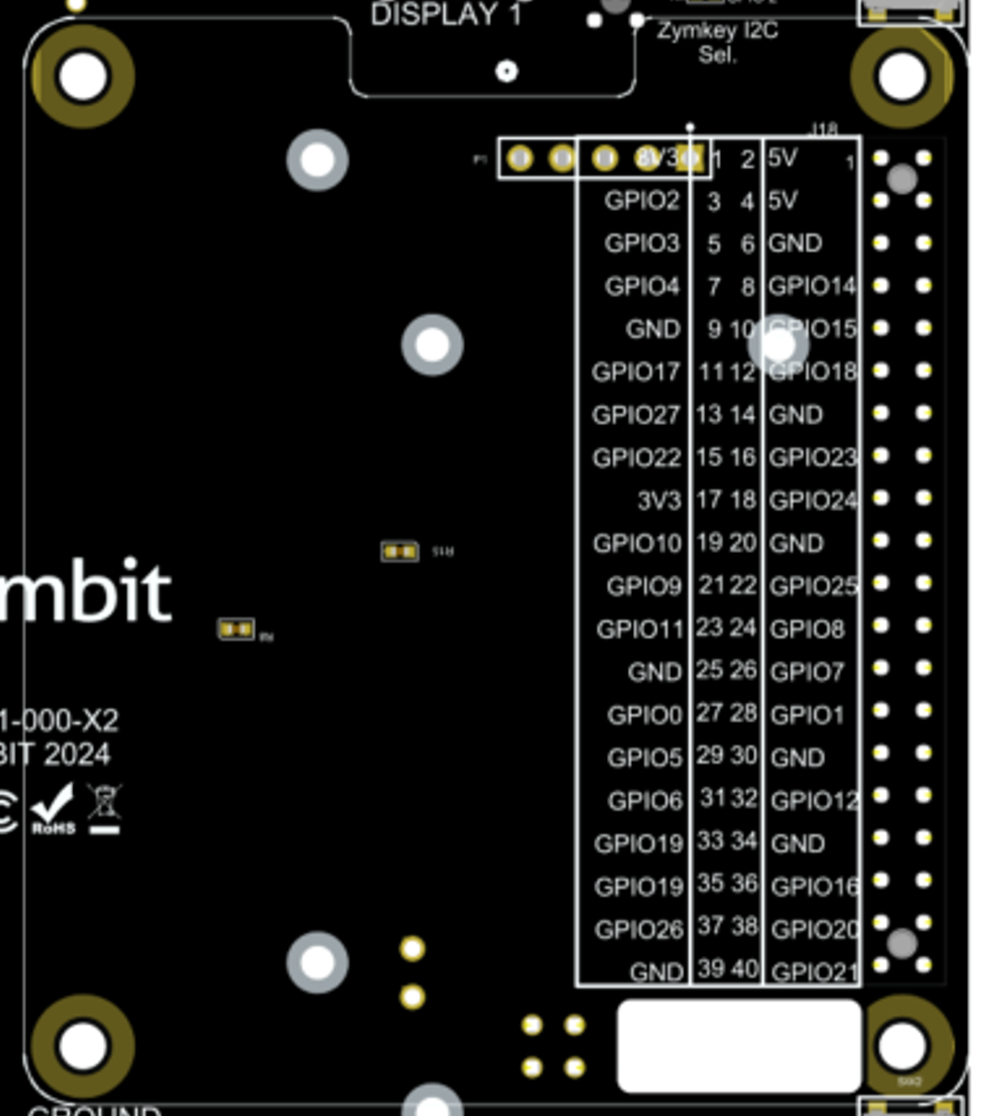 DISPLAY 1
Zymkey I2C
Sel.
J18
P1 3V3 1 2 5V 1
GPIO2 3 4 5V
GPIO3 5 6 GND
GPIO4 7 8 GPIO14
GND 9 10 GPIO15
GPIO17 11 12 GPIO18
GPIO27 13 14 GND
GPIO22 15 16 GPIO23
3V3 17 18 GPIO24
GPIO10 19 20 GND
R15
GPIO9 21 22 GPIO25
mbit
GPIO11 23 24 GPIO8
GND 25 26 GPIO7
GPIO0 27 28 GPIO1
1-000-X2
BIT 2024
GPIO5 29 30 GND
GPIO6 31 32 GPIO12
RoHS
GPIO19 33 34 GND
GPIO19 35 36 GPIO16
GPIO26 37 38 GPIO20
GND 39 40 GPIO21
GROUND